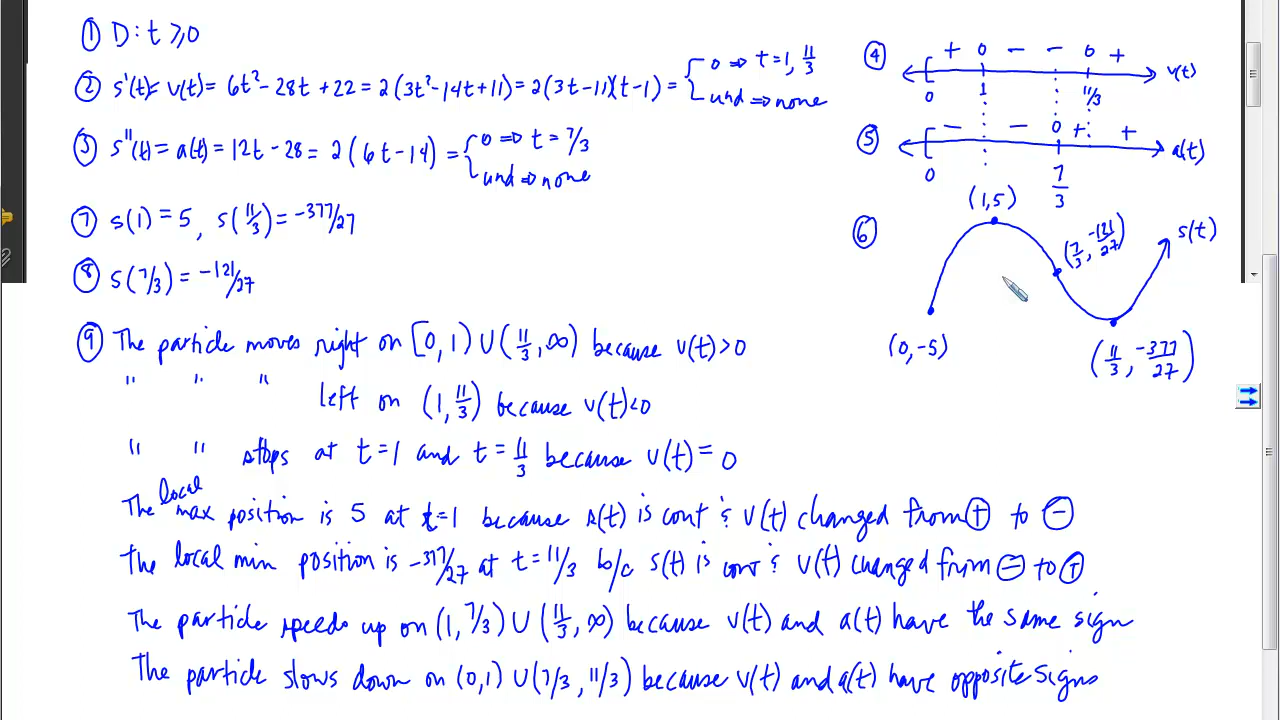 ① D: t ≥ 0
② s'(t) = v(t) = 6t² - 28t + 22 = 2(3t² - 14t + 11) = 2(3t - 11)(t - 1) = { 0 ⇒ t = 1, 11/3
und ⇒ none
③ s"(t) = a(t) = 12t - 28 = 2(6t - 14) = { 0 ⇒ t = 7/3
und ⇒ none
⑦ s(1) = 5, s(11/3) = -377/27
⑧ s(7/3) = -121/27
④ + 0 - - 0 + v(t)
0 1 11/3
⑤ - - 0 + + a(t)
0 7/3
⑥ (1,5) (7/3, -121/27) s(t)
(0,-5) (11/3, -377/27)
⑨ The particle moves right on [0,1) ∪ (11/3, ∞) because v(t) > 0
" " " left on (1, 11/3) because v(t) < 0
" " stops at t = 1 and t = 11/3 because v(t) = 0
The local max position is 5 at t = 1 because s(t) is cont & v(t) changed from ⊕ to ⊖
The local min position is -377/27 at t = 11/3 b/c s(t) is cont & v(t) changed from ⊖ to ⊕
The particle speeds up on (1, 7/3) ∪ (11/3, ∞) because v(t) and a(t) have the same sign
The particle slows down on (0,1) ∪ (7/3, 11/3) because v(t) and a(t) have opposite signs